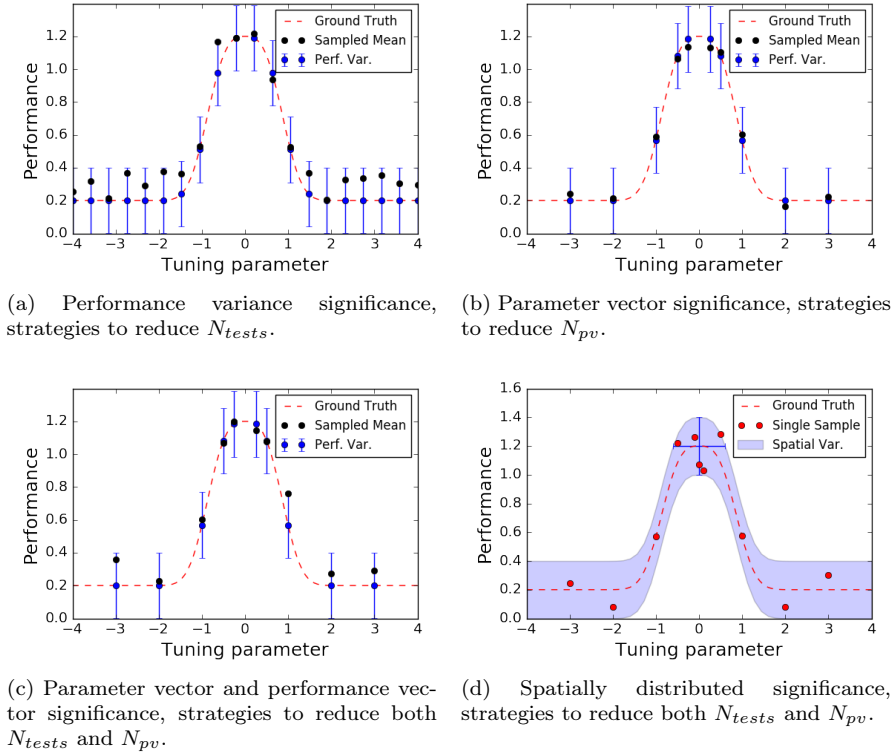 Ground Truth
Sampled Mean
Perf. Var.
Performance
1.2
1.0
0.8
0.6
0.4
0.2
0.0
−4 −3 −2 −1 0 1 2 3 4
Tuning parameter
(a) Performance variance significance,
strategies to reduce N_tests.
Ground Truth
Sampled Mean
Perf. Var.
Performance
1.2
1.0
0.8
0.6
0.4
0.2
0.0
−4 −3 −2 −1 0 1 2 3 4
Tuning parameter
(b) Parameter vector significance, strategies
to reduce N_pv.
Ground Truth
Sampled Mean
Perf. Var.
Performance
1.2
1.0
0.8
0.6
0.4
0.2
0.0
−4 −3 −2 −1 0 1 2 3 4
Tuning parameter
(c) Parameter vector and performance vec-
tor significance, strategies to reduce both
N_tests and N_pv.
Ground Truth
Single Sample
Spatial Var.
Performance
1.6
1.4
1.2
1.0
0.8
0.6
0.4
0.2
0.0
−4 −3 −2 −1 0 1 2 3 4
Tuning parameter
(d) Spatially distributed significance,
strategies to reduce both N_tests and N_pv.